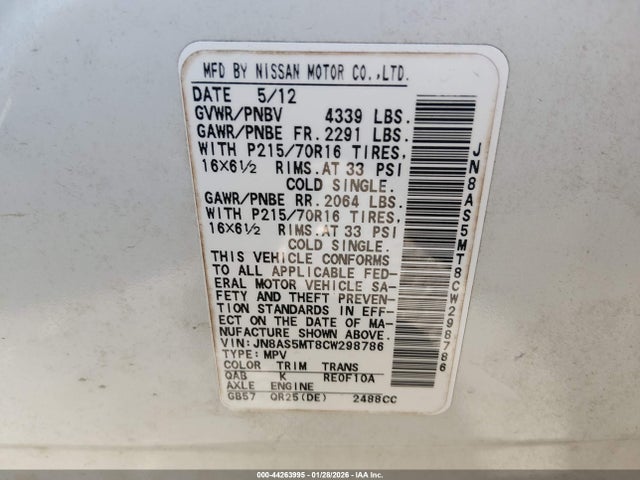 MFD BY NISSAN MOTOR CO.,LTD.
DATE 5/12
GVWR/PNBV 4339 LBS.
GAWR/PNBE FR. 2291 LBS.
WITH P215/70R16 TIRES,
16X6½ RIMS. AT 33 PSI
COLD SINGLE.
GAWR/PNBE RR. 2064 LBS.
WITH P215/70R16 TIRES,
16X6½ RIMS. AT 33 PSI
COLD SINGLE.
THIS VEHICLE CONFORMS
TO ALL APPLICABLE FED-
ERAL MOTOR VEHICLE SA-
FETY AND THEFT PREVEN-
TION STANDARDS IN EFF-
ECT ON THE DATE OF MA-
NUFACTURE SHOWN ABOVE.
VIN: JN8AS5MT8CW298786
TYPE: MPV
COLOR TRIM TRANS
QAB K RE0F10A
AXLE ENGINE
GB57 QR25(DE) 2488CC
JN8AS5MT8CW298786
000-44263995 | 01/28/2026 - IAA Inc.